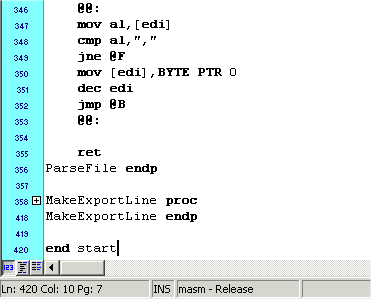 346 @@:
347 mov al,[edi]
348 cmp al,","
349 jne @F
350 mov [edi],BYTE PTR 0
351 dec edi
352 jmp @B
353 @@:
354
355 ret
356 ParseFile endp
357
358 MakeExportLine proc
418 MakeExportLine endp
419
420 end start
123
Ln: 420 Col: 10 Pg: 7 INS masm - Release